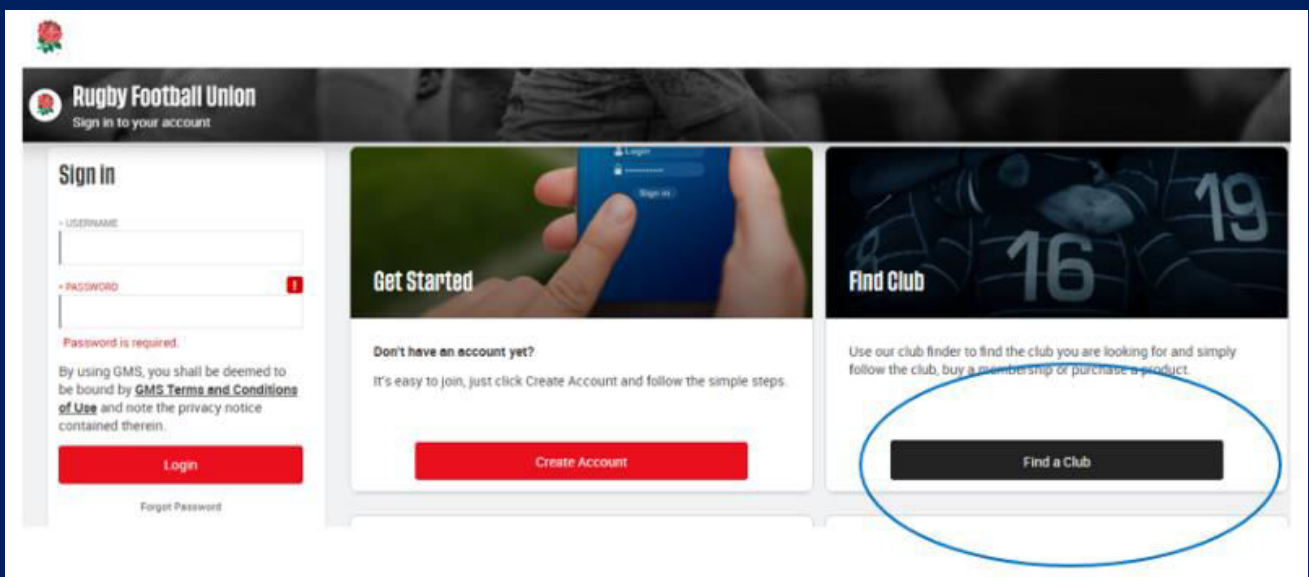 Rugby Football Union
Sign in to your account
Sign in
* USERNAME
* PASSWORD
!
Password is required.
By using GMS, you shall be deemed to
be bound by GMS Terms and Conditions
of Use and note the privacy notice
contained therein.
Login
Forgot Password
Login
Sign in
Get Started
Don't have an account yet?
It's easy to join, just click Create Account and follow the simple steps.
Create Account
8
16
19
Find Club
Use our club finder to find the club you are looking for and simply
follow the club, buy a membership or purchase a product.
Find a Club